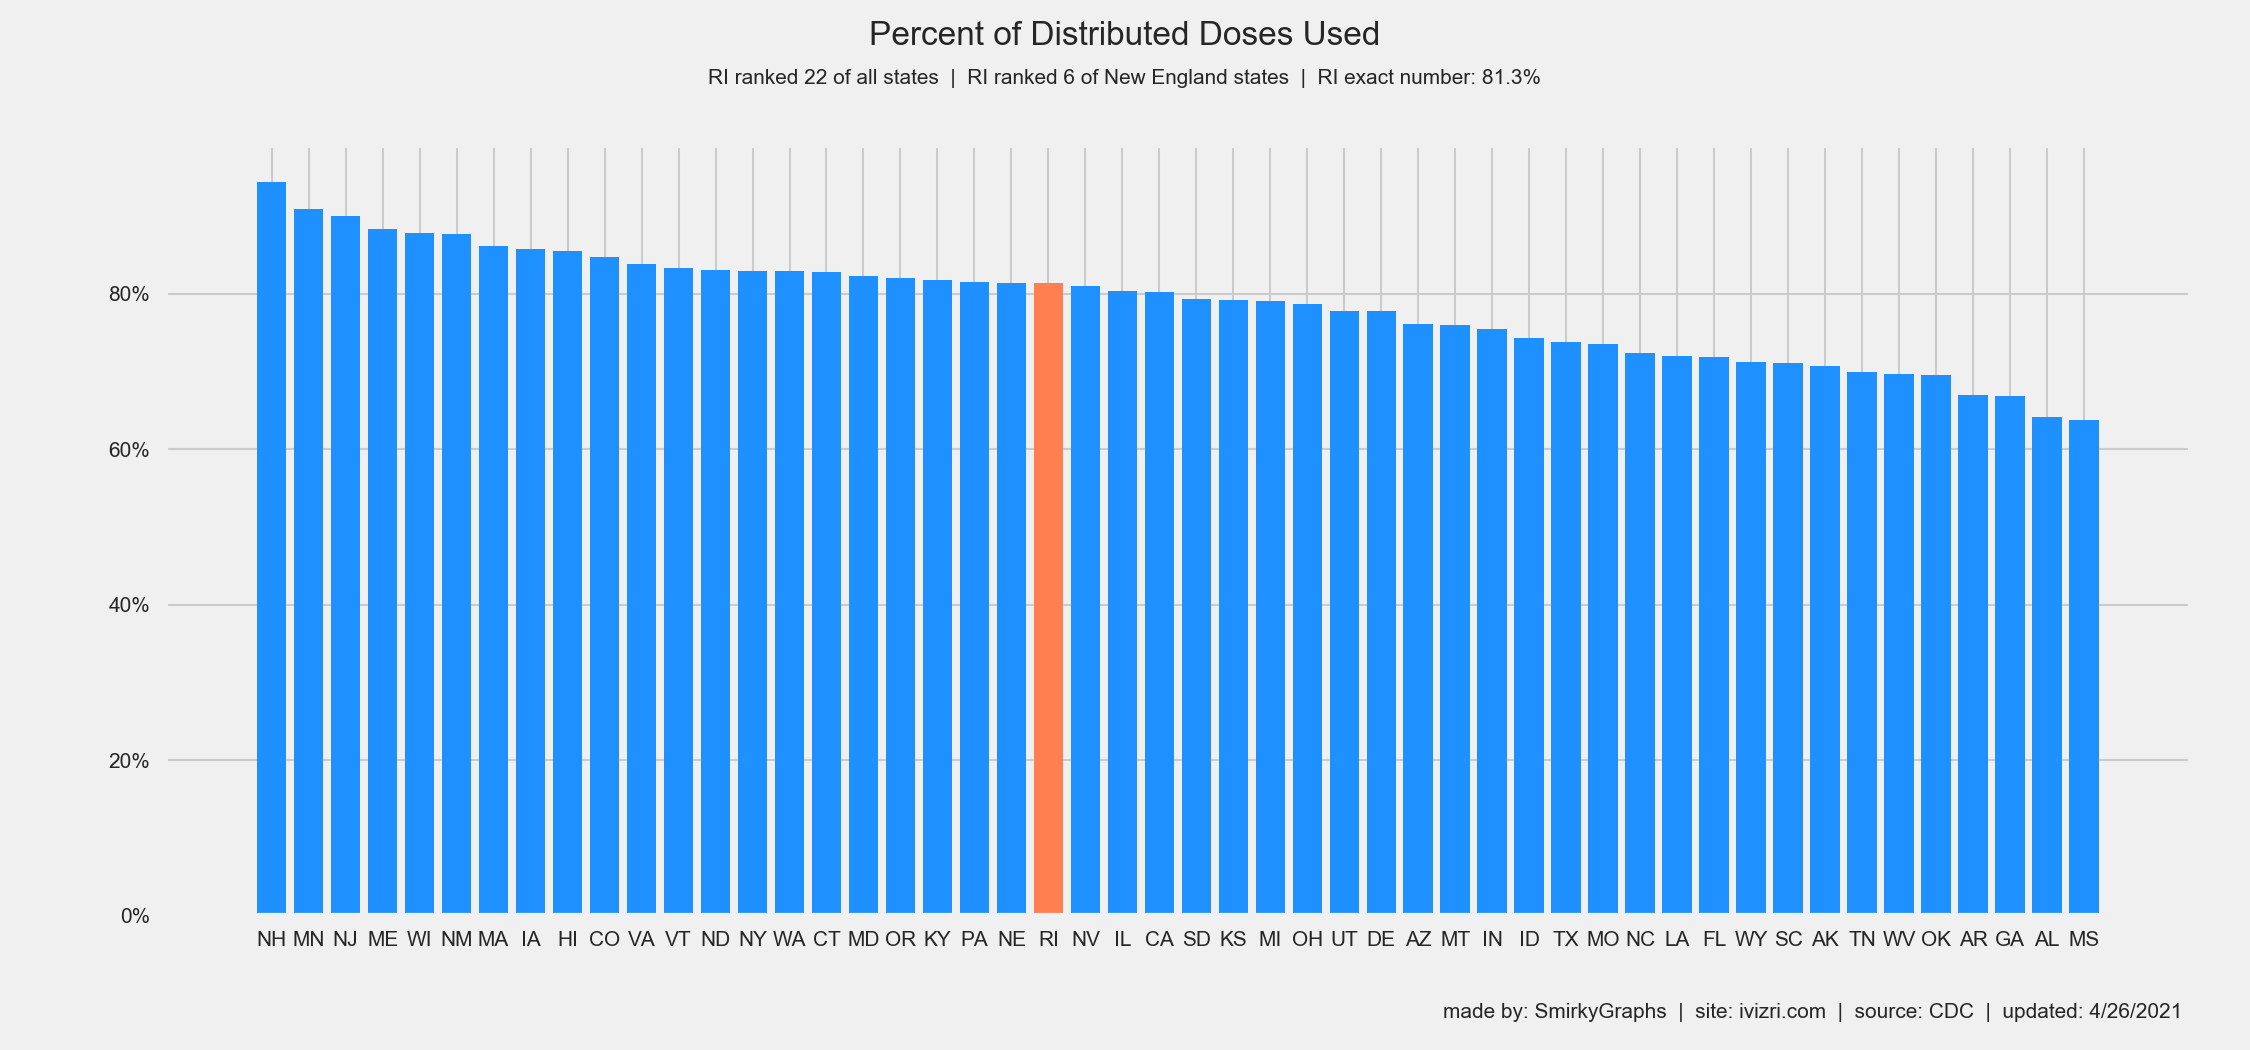 Percent of Distributed Doses Used
RI ranked 22 of all states | RI ranked 6 of New England states | RI exact number: 81.3%
80%
60%
40%
20%
0%
NH MN NJ ME WI NM MA IA HI CO VA VT ND NY WA CT MD OR KY PA NE RI NV IL CA SD KS MI OH UT DE AZ MT IN ID TX MO NC LA FL WY SC AK TN WV OK AR GA AL MS
made by: SmirkyGraphs | site: ivizri.com | source: CDC | updated: 4/26/2021